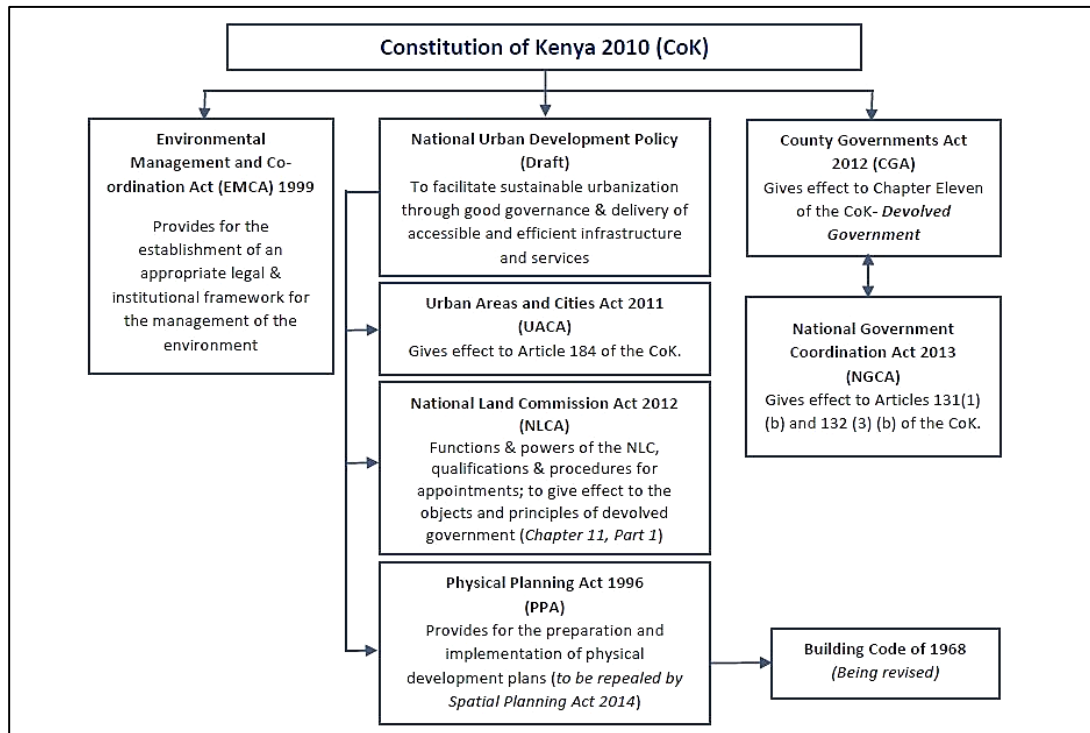 Constitution of Kenya 2010 (CoK)
Environmental
Management and Co-
ordination Act (EMCA) 1999
Provides for the
establishment of an
appropriate legal &
institutional framework for
the management of the
environment
National Urban Development Policy
(Draft)
To facilitate sustainable urbanization
through good governance & delivery of
accessible and efficient infrastructure
and services
Urban Areas and Cities Act 2011
(UACA)
Gives effect to Article 184 of the CoK.
National Land Commission Act 2012
(NLCA)
Functions & powers of the NLC,
qualifications & procedures for
appointments; to give effect to the
objects and principles of devolved
government (Chapter 11, Part 1)
Physical Planning Act 1996
(PPA)
Provides for the preparation and
implementation of physical
development plans (to be repealed by
Spatial Planning Act 2014)
County Governments Act
2012 (CGA)
Gives effect to Chapter Eleven
of the CoK- Devolved
Government
National Government
Coordination Act 2013
(NGCA)
Gives effect to Articles 131(1)
(b) and 132 (3) (b) of the CoK.
Building Code of 1968
(Being revised)